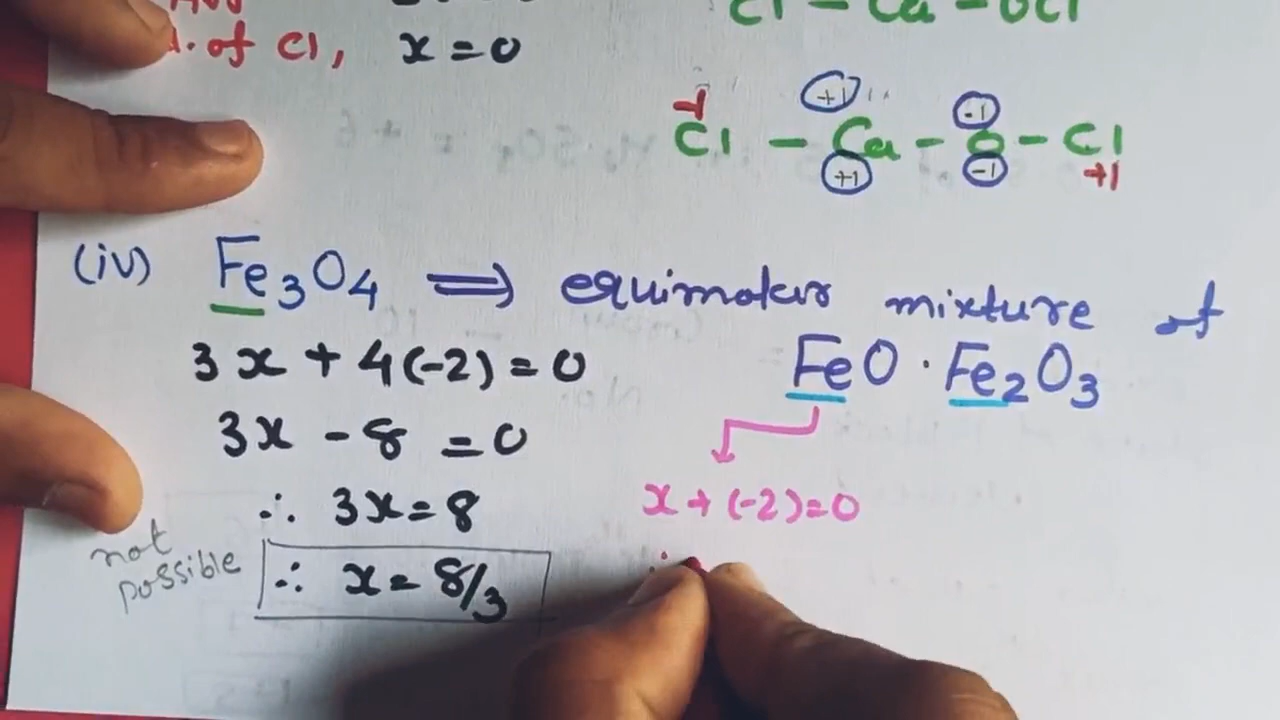 Cl - Ca - OCl
. of Cl, x = 0
+1 -1
-1
Cl - Ca - O - Cl
+1 -1 +1
(iv) Fe3O4 ⟹ equimolar mixture of
FeO · Fe2O3
3x + 4(-2) = 0
3x - 8 = 0
∴ 3x = 8
not possible
∴ x = 8/3
x + (-2) = 0